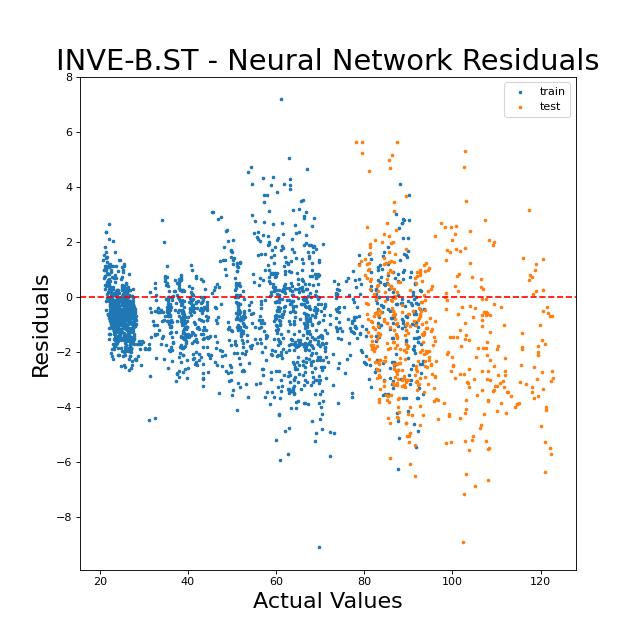 INVE-B.ST - Neural Network Residuals
train
test
8
6
4
2
0
−2
−4
−6
−8
Residuals
20 40 60 80 100 120
Actual Values